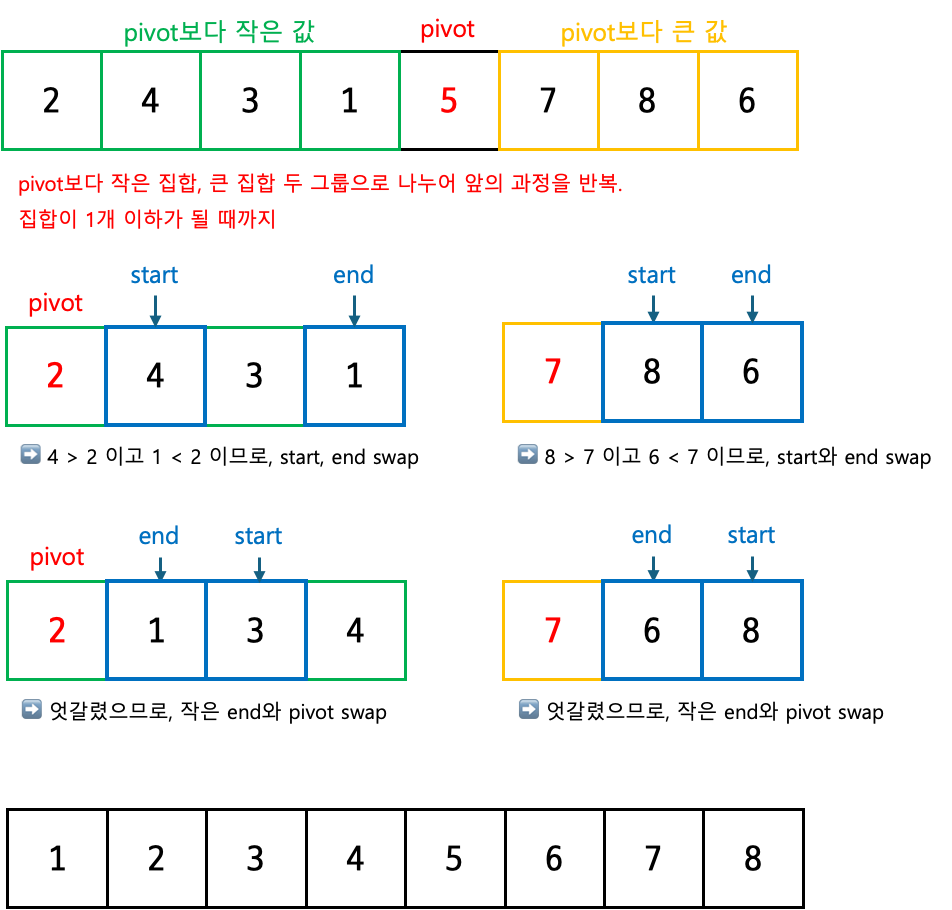 pivot보다 작은 값 pivot pivot보다 큰 값
2 4 3 1 5 7 8 6
pivot보다 작은 집합, 큰 집합 두 그룹으로 나누어 앞의 과정을 반복.
집합이 1개 이하가 될 때까지
pivot start end
2 4 3 1
➡ 4 > 2 이고 1 < 2 이므로, start, end swap
start end
7 8 6
➡ 8 > 7 이고 6 < 7 이므로, start와 end swap
pivot end start
2 1 3 4
➡ 엇갈렸으므로, 작은 end와 pivot swap
end start
7 6 8
➡ 엇갈렸으므로, 작은 end와 pivot swap
1 2 3 4 5 6 7 8